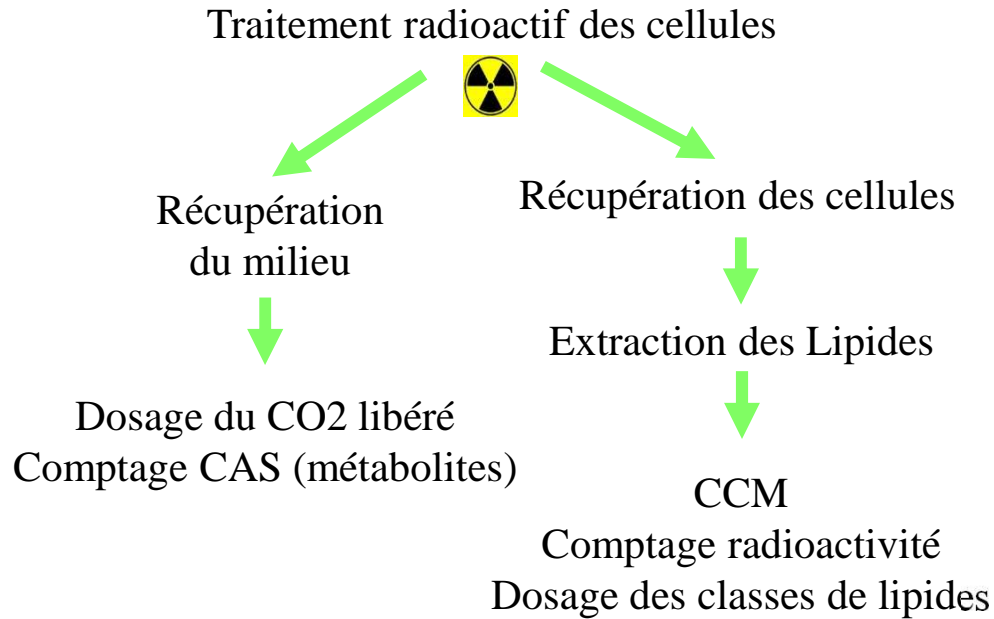 Traitement radioactif des cellules
Récupération
du milieu
Dosage du CO2 libéré
Comptage CAS (métabolites)
Récupération des cellules
Extraction des Lipides
CCM
Comptage radioactivité
Dosage des classes de lipides